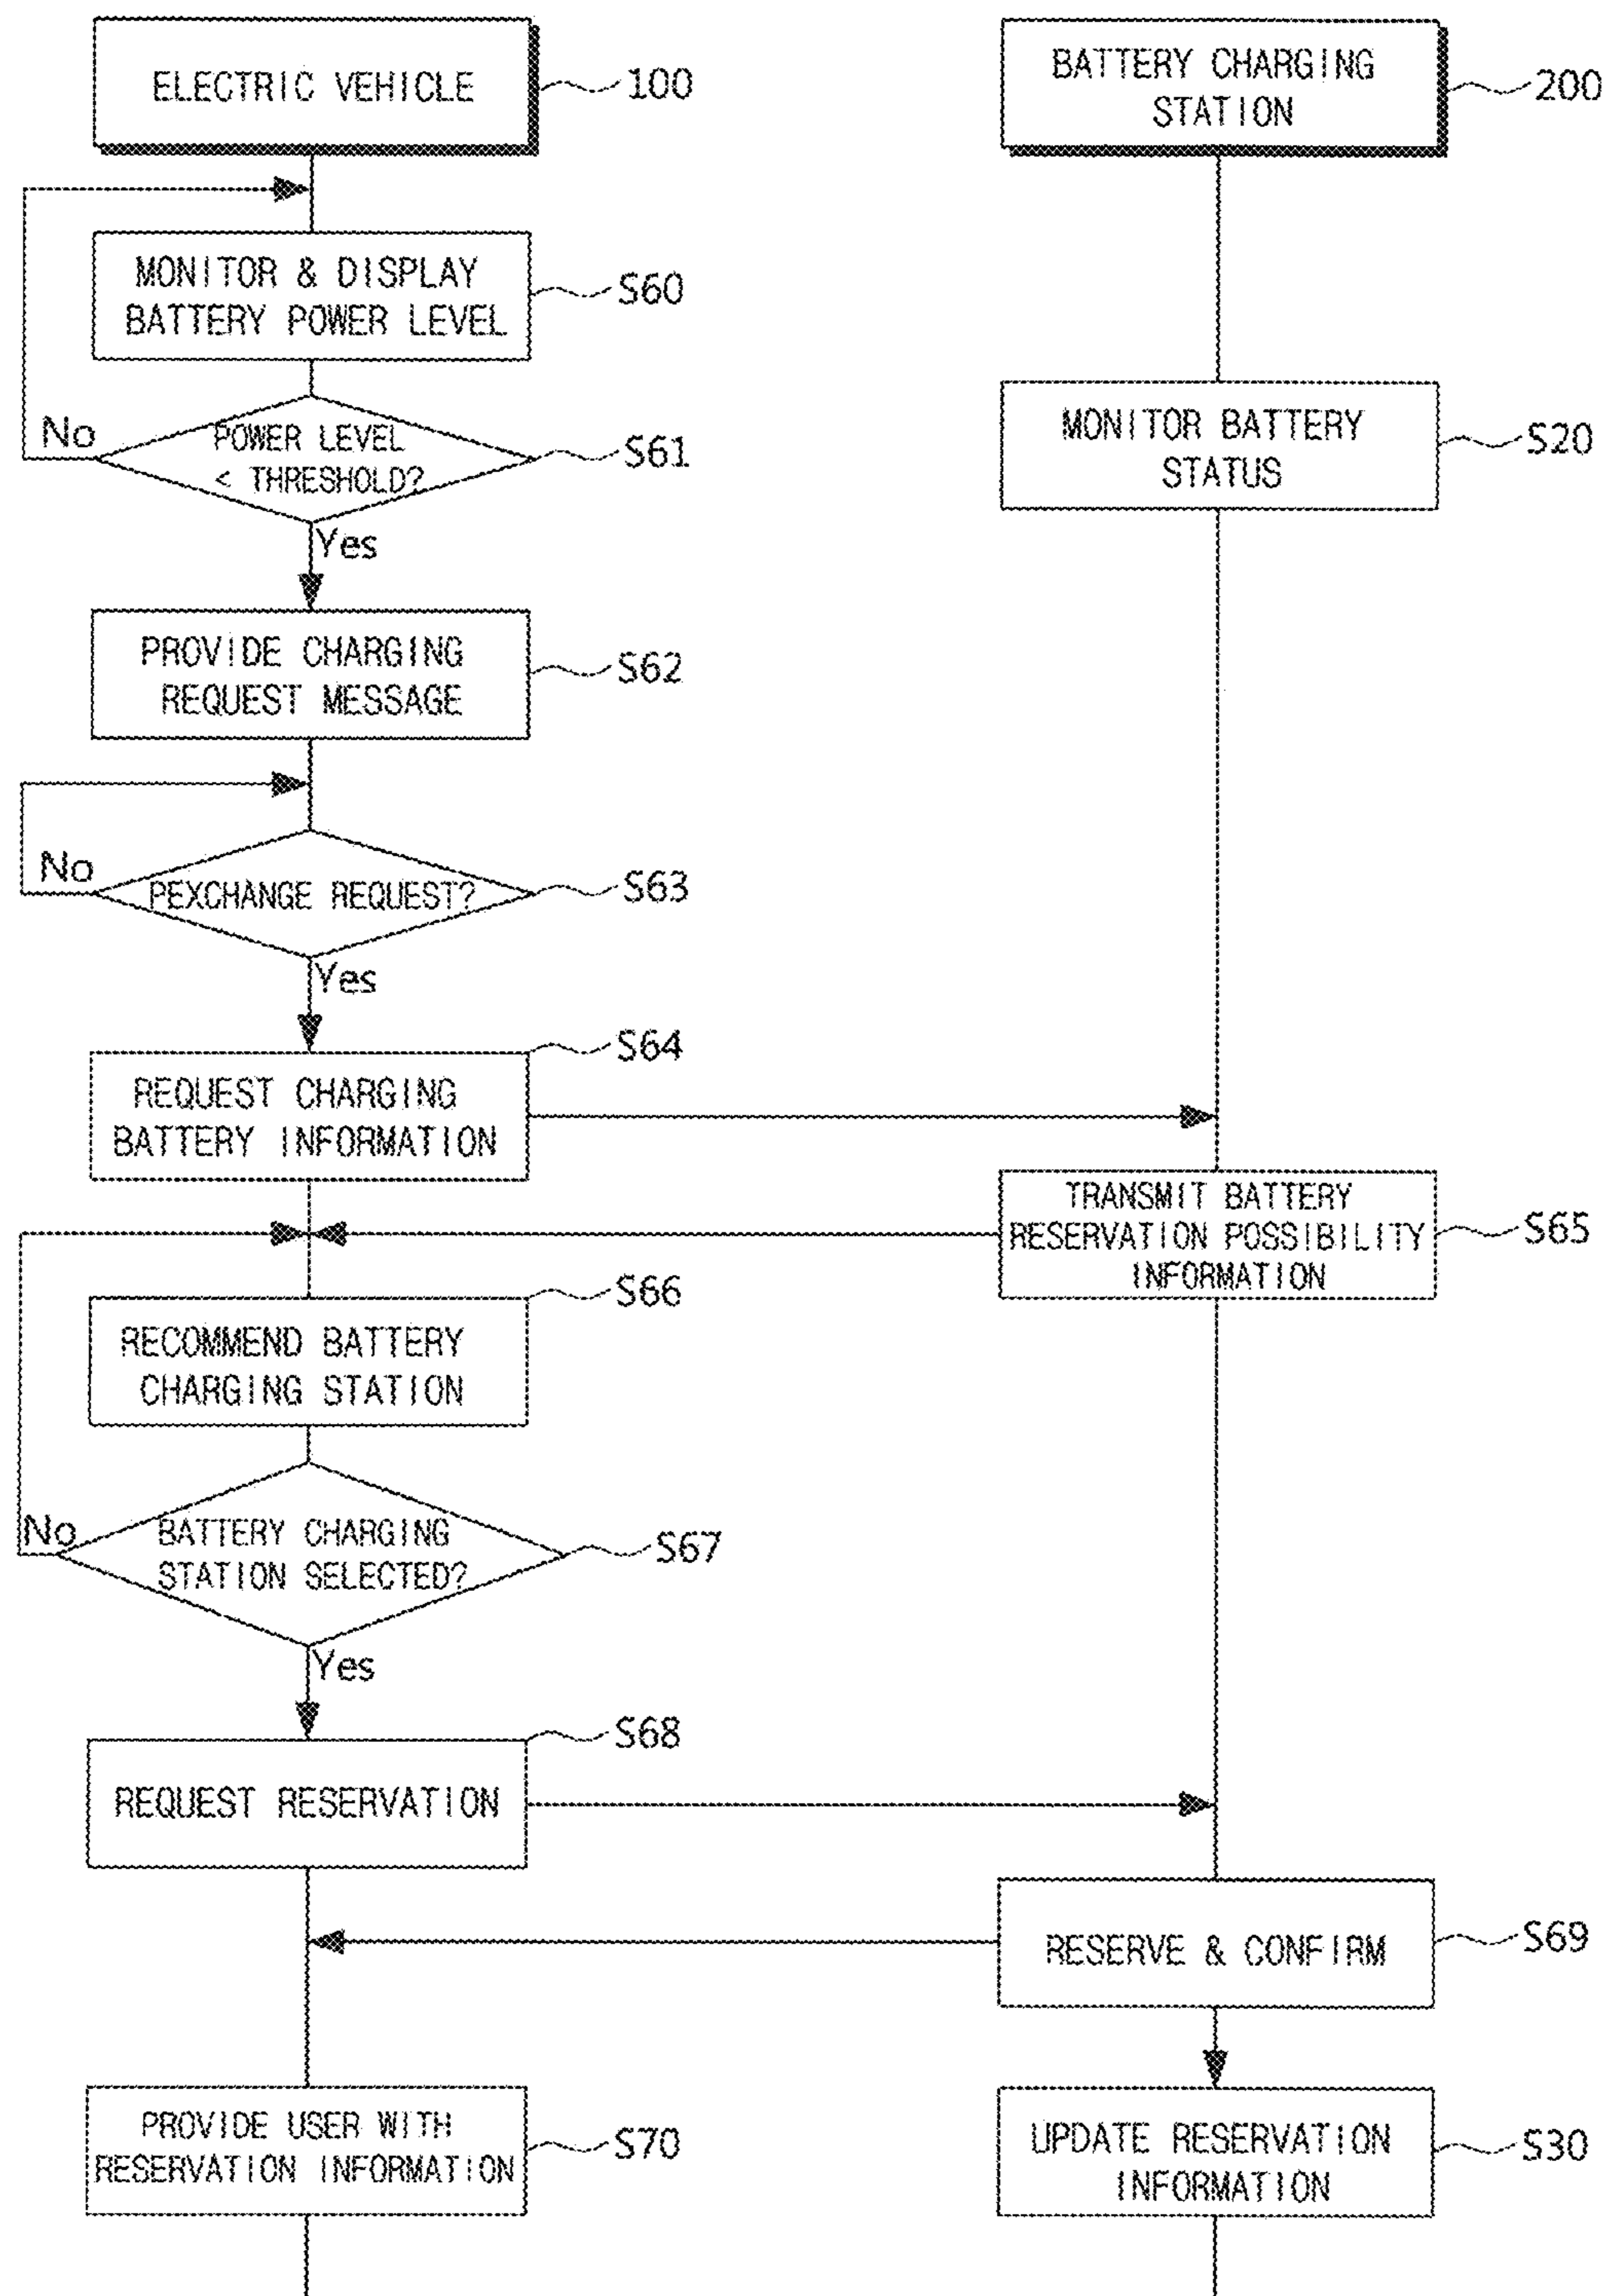 ELECTRIC VEHICLE
100
BATTERY CHARGING
STATION
200
MONITOR & DISPLAY
BATTERY POWER LEVEL
S60
No
POWER LEVEL
< THRESHOLD?
S61
MONITOR BATTERY
STATUS
S20
Yes
PROVIDE CHARGING
REQUEST MESSAGE
S62
No
PEXCHANGE REQUEST?
S63
Yes
S64
REQUEST CHARGING
BATTERY INFORMATION
TRANSMIT BATTERY
RESERVATION POSSIBILITY
INFORMATION
S65
S66
RECOMMEND BATTERY
CHARGING STATION
No
BATTERY CHARGING
STATION SELECTED?
S67
Yes
S68
REQUEST RESERVATION
RESERVE & CONFIRM
S69
PROVIDE USER WITH
RESERVATION INFORMATION
S70
UPDATE RESERVATION
INFORMATION
S30